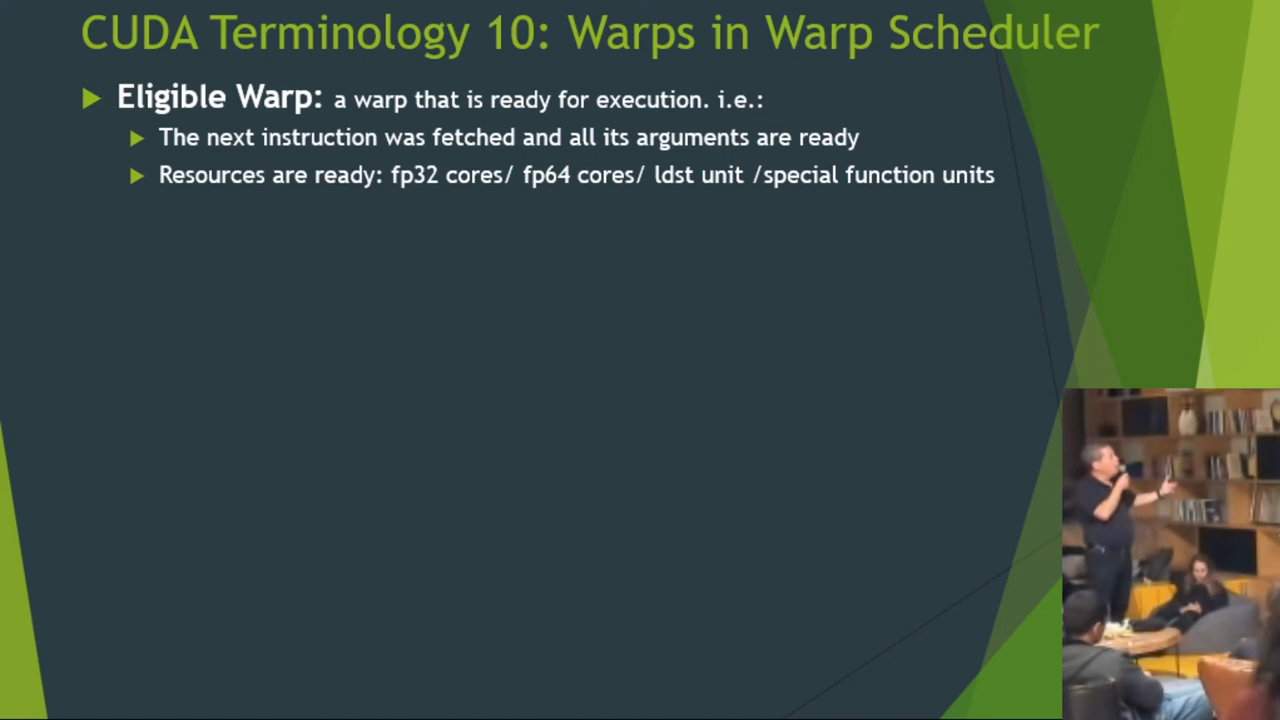 CUDA Terminology 10: Warps in Warp Scheduler
Eligible Warp: a warp that is ready for execution. i.e.:
The next instruction was fetched and all its arguments are ready
Resources are ready: fp32 cores/ fp64 cores/ ldst unit /special function units